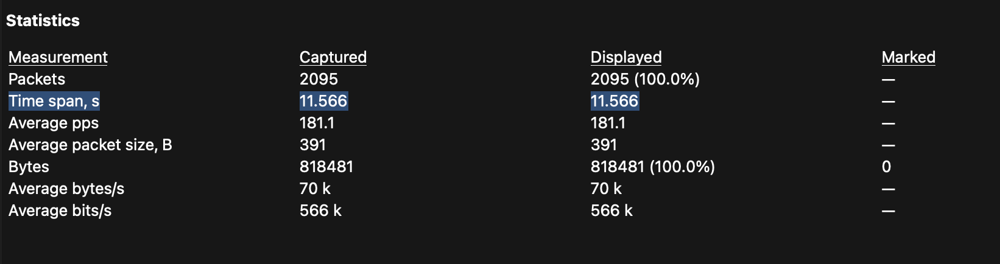 Statistics
Measurement Captured Displayed Marked
Packets 2095 2095 (100.0%) —
Time span, s 11.566 11.566 —
Average pps 181.1 181.1 —
Average packet size, B 391 391 —
Bytes 818481 818481 (100.0%) 0
Average bytes/s 70 k 70 k —
Average bits/s 566 k 566 k —